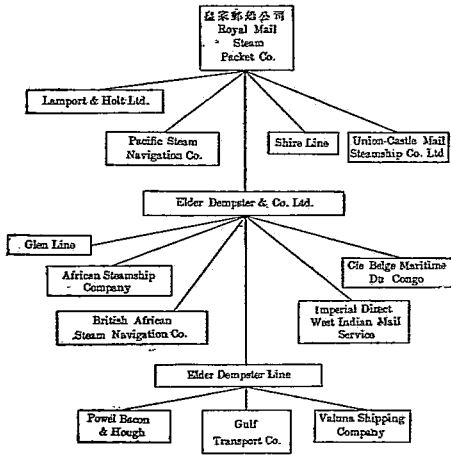 皇家郵船公司
Royal Mail
Steam
Packet Co.
Lamport & Holt Ltd.
Pacific Steam
Navigation Co.
Shire Line
Union-Castle Mail
Steamship Co. Ltd
Elder Dempster & Co. Ltd.
Glen Line
African Steamship
Company
Cie Belge Maritime
Du Congo
British African
Steam Navigation Co.
Imperial Direct
West Indian Mail
Service
Elder Dempster Line
Powel Bacon
& Hough
Gulf
Transport Co.
Shipping
Company